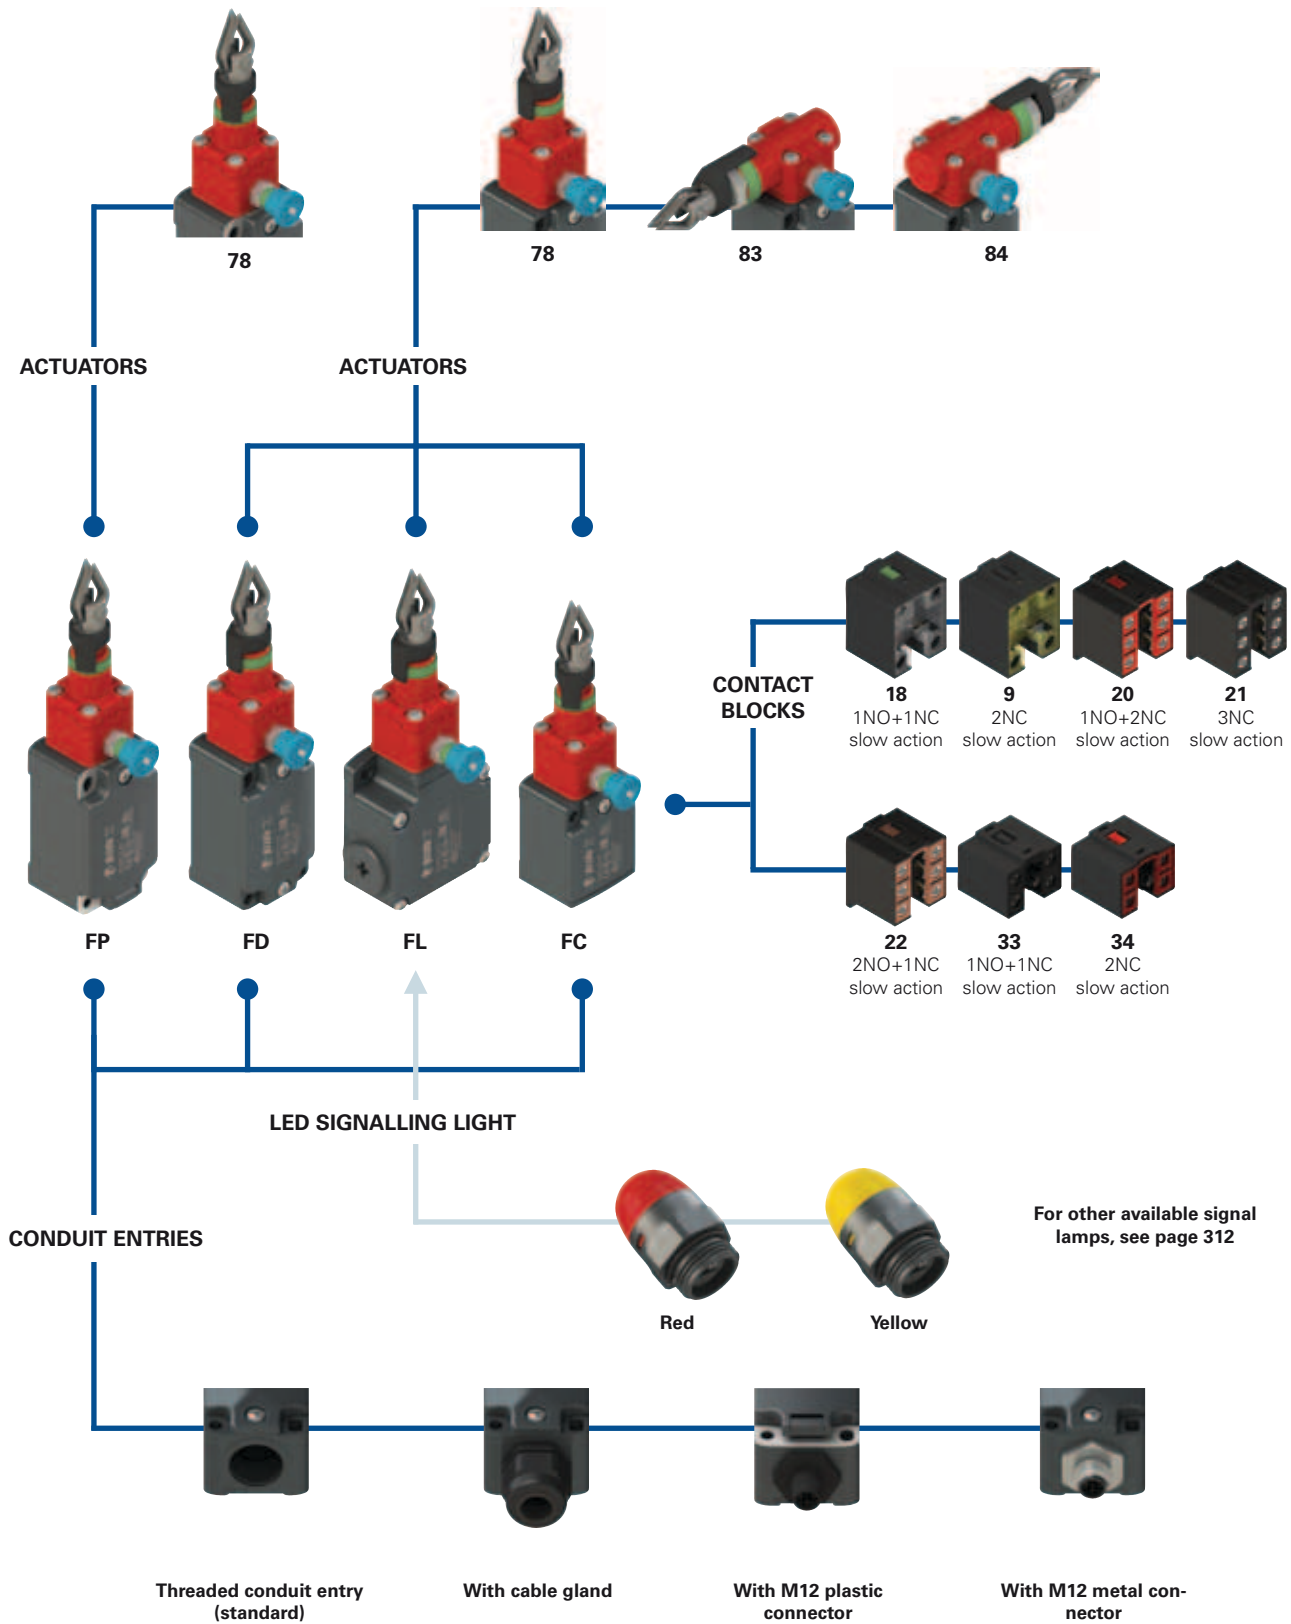 78
78
83
84
ACTUATORS
ACTUATORS
CONTACT
BLOCKS
18
1NO+1NC
slow action
9
2NC
slow action
20
1NO+2NC
slow action
21
3NC
slow action
22
2NO+1NC
slow action
33
1NO+1NC
slow action
34
2NC
slow action
FP
FD
FL
FC
LED SIGNALLING LIGHT
CONDUIT ENTRIES
For other available signal
lamps, see page 312
Red
Yellow
Threaded conduit entry
(standard)
With cable gland
With M12 plastic
connector
With M12 metal con-
nector